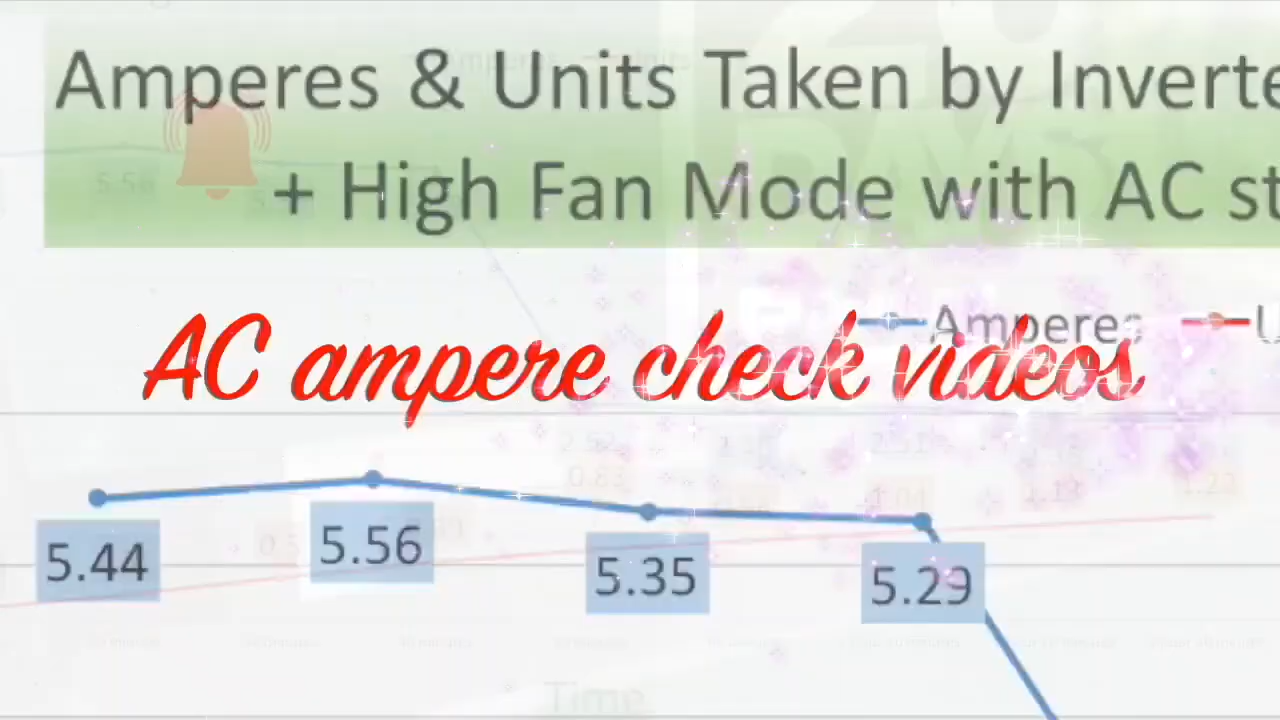 Amperes & Units Taken by Inverte
+ High Fan Mode with AC st
Amperes U
AC ampere check videos
5.44
5.56
5.35
5.29
Time